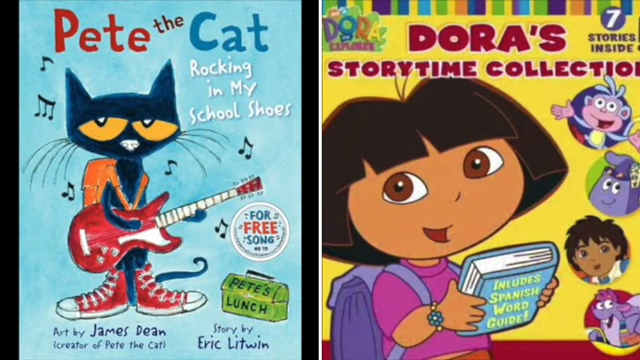 Pete the Cat
Rocking
in My
School Shoes
FOR
FREE
SONG
GO TO
PETE'S
LUNCH
Art by James Dean
(creator of Pete the Cat)
Story by
Eric Litwin
DORA
EXPLORER
7
STORIES
INSIDE
DORA'S
STORYTIME COLLECTION
INCLUDES
SPANISH
WORD
GUIDE!